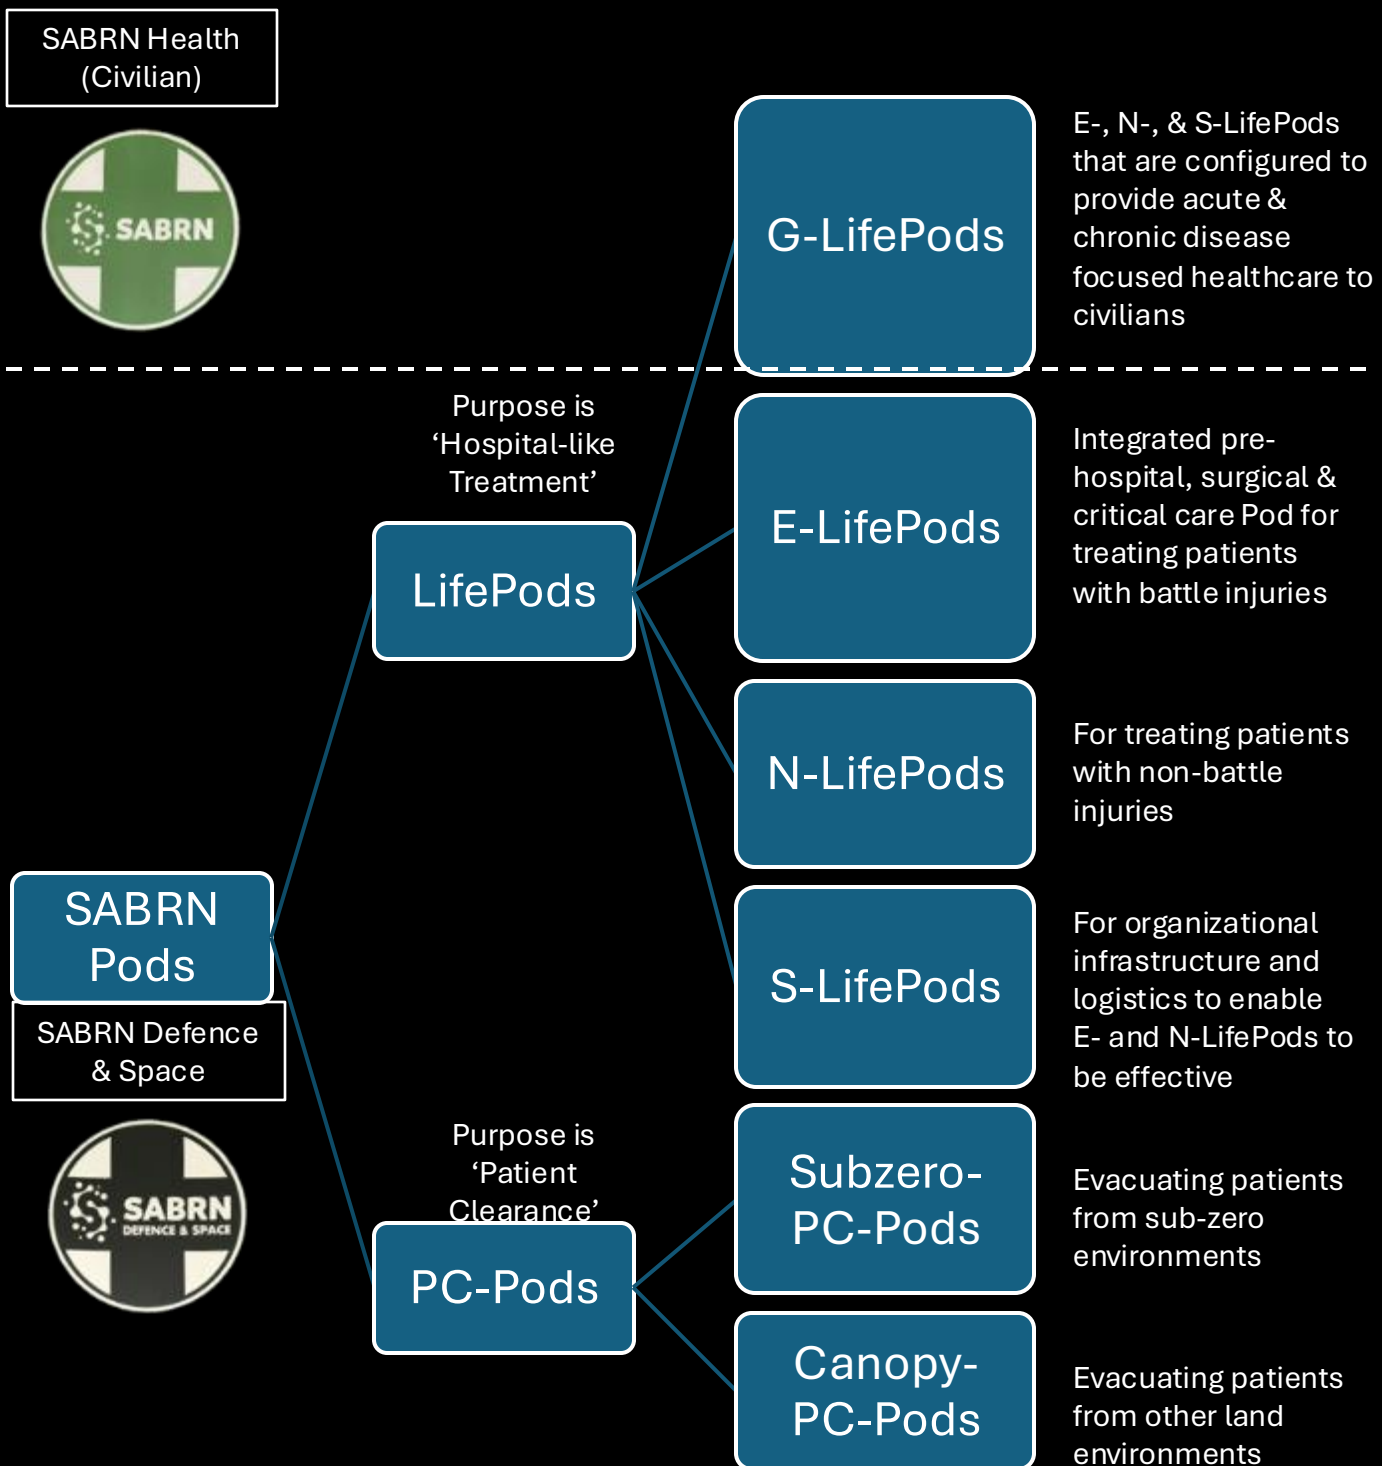 SABRN Health
(Civilian)
SABRN
G-LifePods
E-, N-, & S-LifePods
that are configured to
provide acute &
chronic disease
focused healthcare to
civilians
Purpose is
‘Hospital-like
Treatment’
LifePods
E-LifePods
Integrated pre-
hospital, surgical &
critical care Pod for
treating patients
with battle injuries
N-LifePods
For treating patients
with non-battle
injuries
SABRN
Pods
SABRN Defence
& Space
SABRN
DEFENCE & SPACE
S-LifePods
For organizational
infrastructure and
logistics to enable
E- and N-LifePods to
be effective
Purpose is
‘Patient
Clearance’
PC-Pods
Subzero-
PC-Pods
Evacuating patients
from sub-zero
environments
Canopy-
PC-Pods
Evacuating patients
from other land
environments